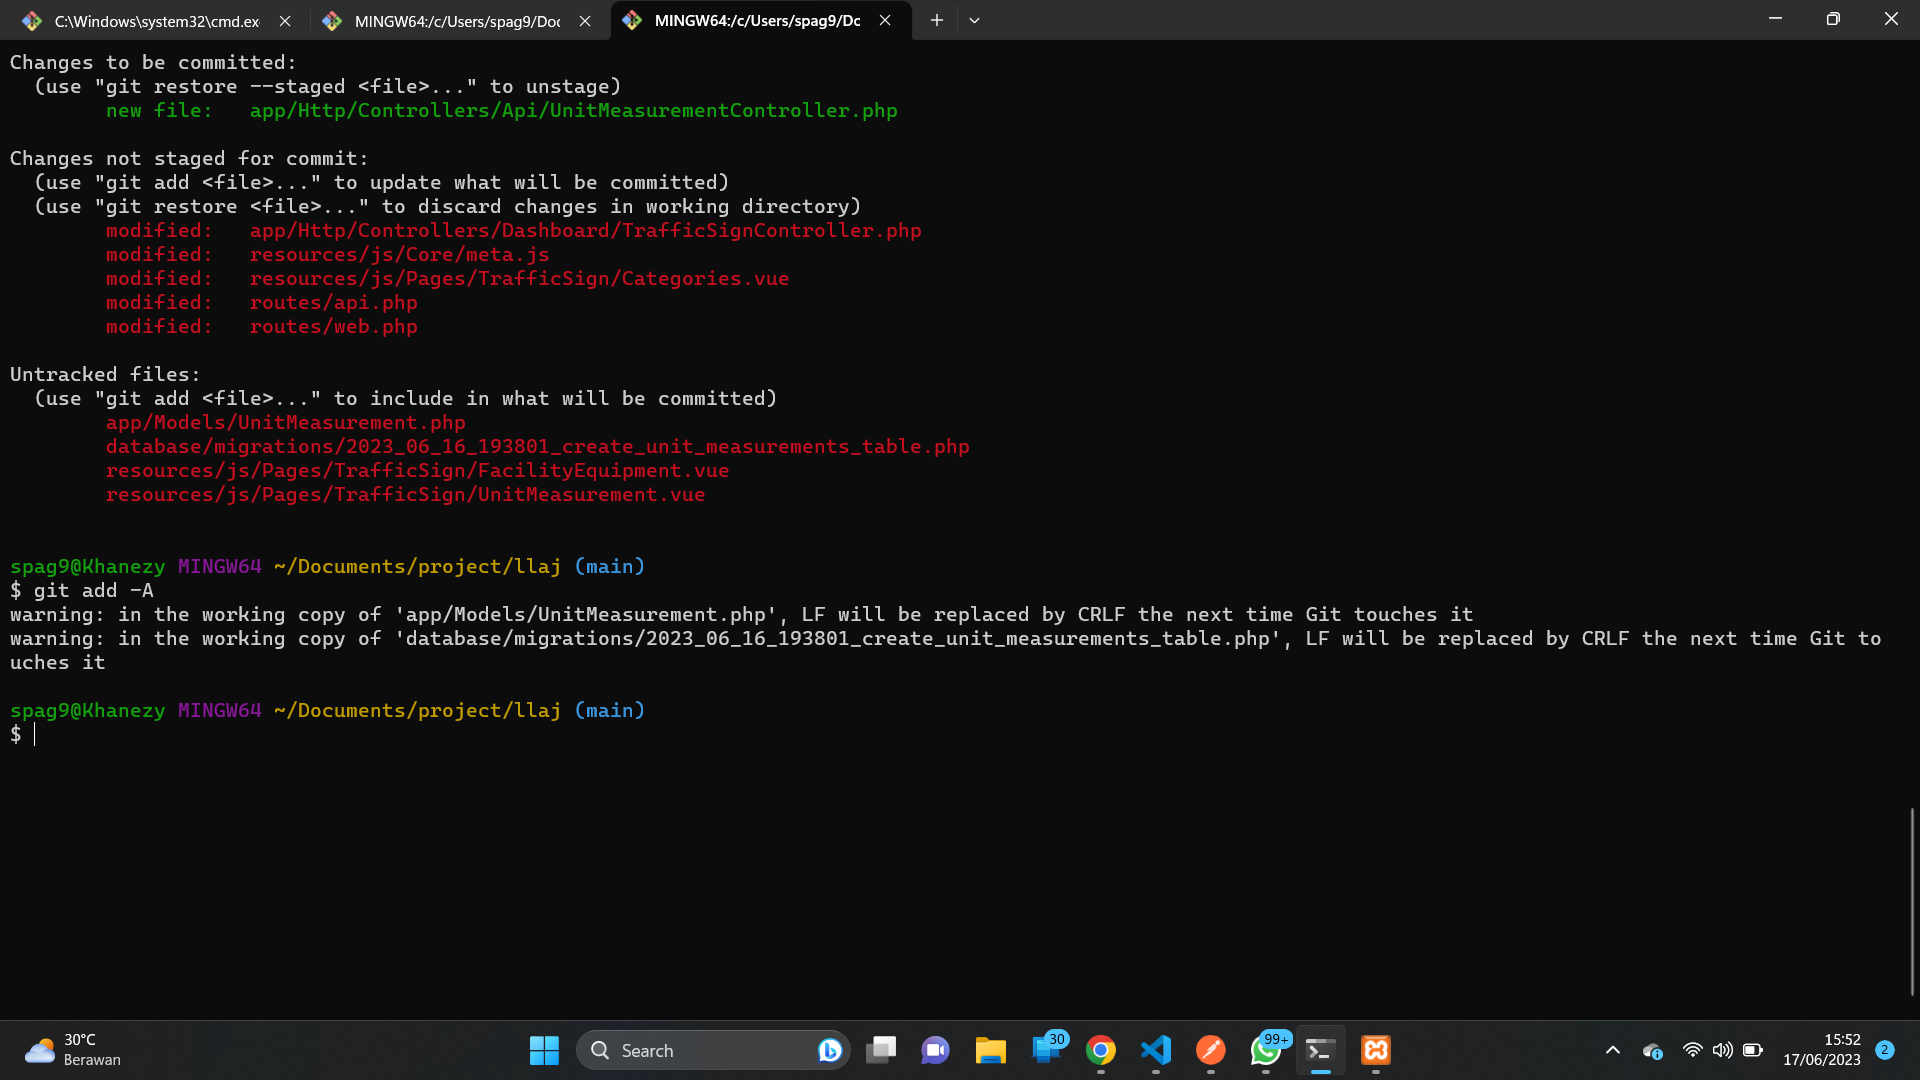 C:\Windows\system32\cmd.ex
MINGW64:/c/Users/spag9/Doc
MINGW64:/c/Users/spag9/Dc
Changes to be committed:
  (use "git restore --staged <file>..." to unstage)
        new file:   app/Http/Controllers/Api/UnitMeasurementController.php
Changes not staged for commit:
  (use "git add <file>..." to update what will be committed)
  (use "git restore <file>..." to discard changes in working directory)
        modified:   app/Http/Controllers/Dashboard/TrafficSignController.php
        modified:   resources/js/Core/meta.js
        modified:   resources/js/Pages/TrafficSign/Categories.vue
        modified:   routes/api.php
        modified:   routes/web.php
Untracked files:
  (use "git add <file>..." to include in what will be committed)
        app/Models/UnitMeasurement.php
        database/migrations/2023_06_16_193801_create_unit_measurements_table.php
        resources/js/Pages/TrafficSign/FacilityEquipment.vue
        resources/js/Pages/TrafficSign/UnitMeasurement.vue
spag9@Khanezy MINGW64 ~/Documents/project/llaj (main)
$ git add -A
warning: in the working copy of 'app/Models/UnitMeasurement.php', LF will be replaced by CRLF the next time Git touches it
warning: in the working copy of 'database/migrations/2023_06_16_193801_create_unit_measurements_table.php', LF will be replaced by CRLF the next time Git to
uches it
spag9@Khanezy MINGW64 ~/Documents/project/llaj (main)
$
30°C
Berawan
Search
30
99+
15:52
17/06/2023
2